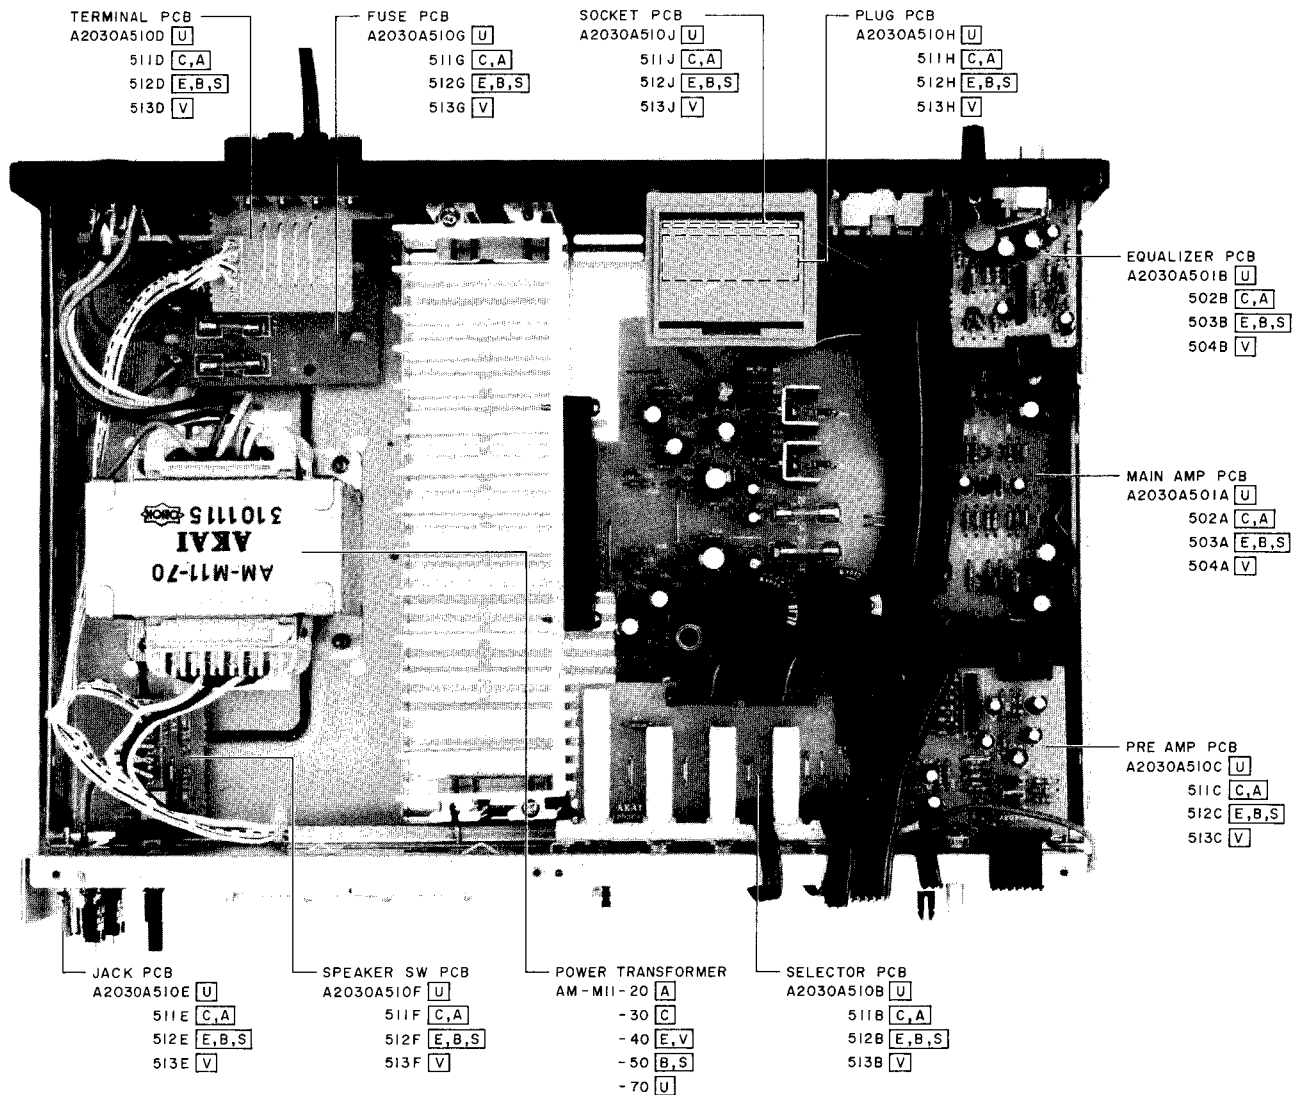 TERMINAL PCB
A2030A510D U
511D C,A
512D E,B,S
513D V
FUSE PCB
A2030A510G U
511G C,A
512G E,B,S
513G V
SOCKET PCB
A2030A510J U
511J C,A
512J E,B,S
513J V
PLUG PCB
A2030A510H U
511H C,A
512H E,B,S
513H V
EQUALIZER PCB
A2030A501B U
502B C,A
503B E,B,S
504B V
MAIN AMP PCB
A2030A501A U
502A C,A
503A E,B,S
504A V
AM-M11-70
AKAI
3101115
PRE AMP PCB
A2030A510C U
511C C,A
512C E,B,S
513C V
AKAI
JACK PCB
A2030A510E U
511E C,A
512E E,B,S
513E V
SPEAKER SW PCB
A2030A510F U
511F C,A
512F E,B,S
513F V
POWER TRANSFORMER
AM-M11-20 A
-30 C
-40 E,V
-50 B,S
-70 U
SELECTOR PCB
A2030A510B U
511B C,A
512B E,B,S
513B V